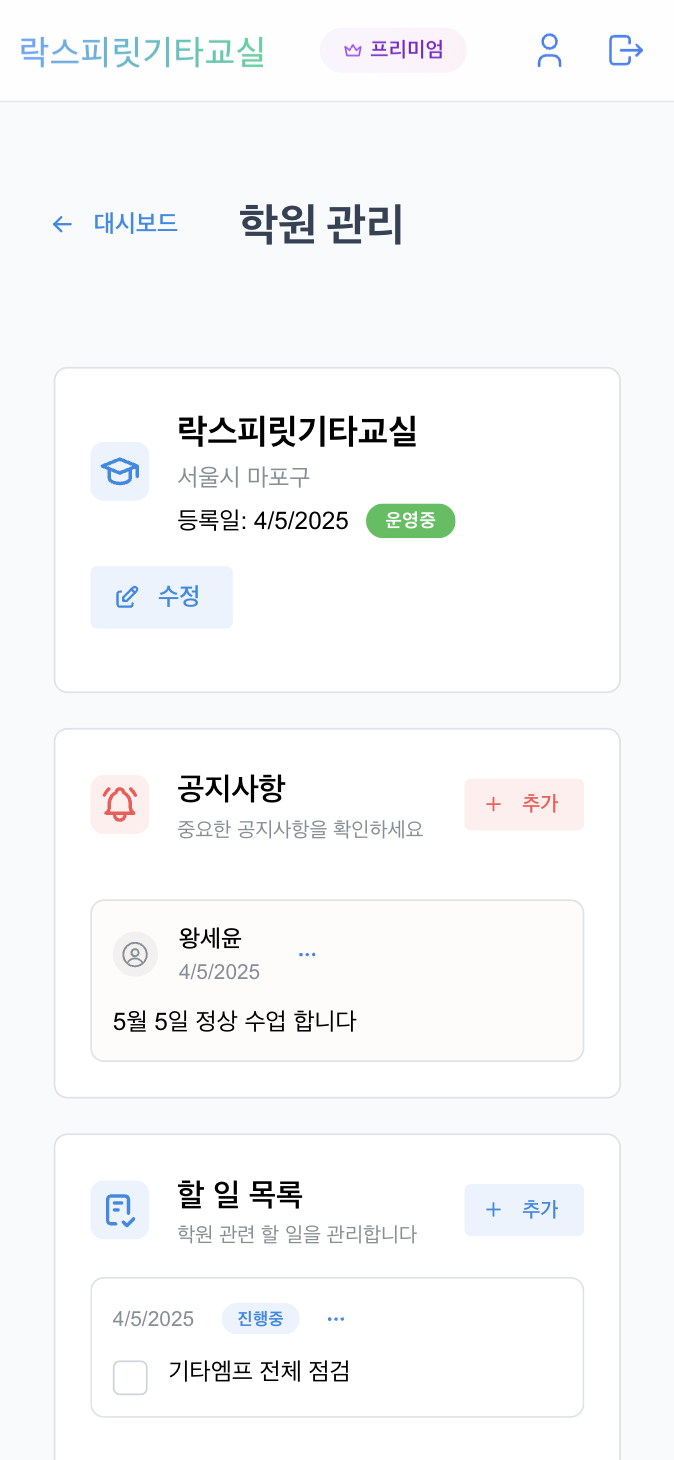 락스피릿기타교실
프리미엄
대시보드
학원 관리
락스피릿기타교실
서울시 마포구
등록일: 4/5/2025
운영중
수정
공지사항
중요한 공지사항을 확인하세요
추가
왕세윤
4/5/2025
...
5월 5일 정상 수업 합니다
할 일 목록
학원 관련 할 일을 관리합니다
추가
4/5/2025
진행중
...
기타엠프 전체 점검